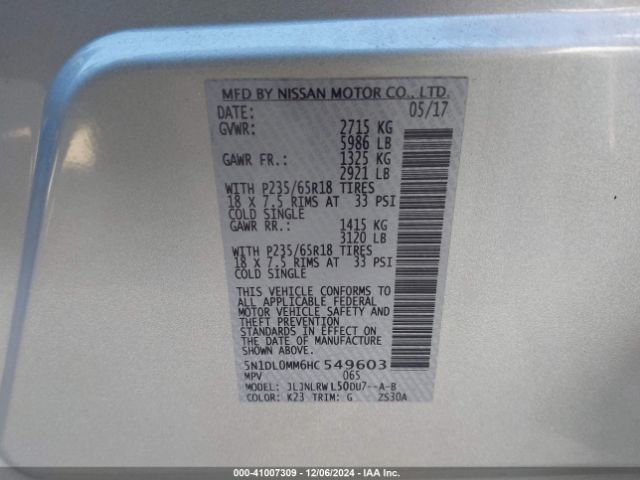 MFD BY NISSAN MOTOR CO., LTD.
DATE: 05/17
GVWR: 2715 KG
5986 LB
GAWR FR.: 1325 KG
2921 LB
WITH P235/65R18 TIRES
18 X 7.5 RIMS AT 33 PSI
COLD SINGLE
GAWR RR.: 1415 KG
3120 LB
WITH P235/65R18 TIRES
18 X 7.5 RIMS AT 33 PSI
COLD SINGLE
THIS VEHICLE CONFORMS TO
ALL APPLICABLE FEDERAL
MOTOR VEHICLE SAFETY AND
THEFT PREVENTION
STANDARDS IN EFFECT ON
THE DATE OF MANUFACTURE
SHOWN ABOVE.
5N1DL0MM6HC 549603
MPV 065
MODEL: JLJNLRWL50DU7--A-B
COLOR: K23 TRIM: G ZS30A
000-41007309 - 12/06/2024 - IAA Inc.